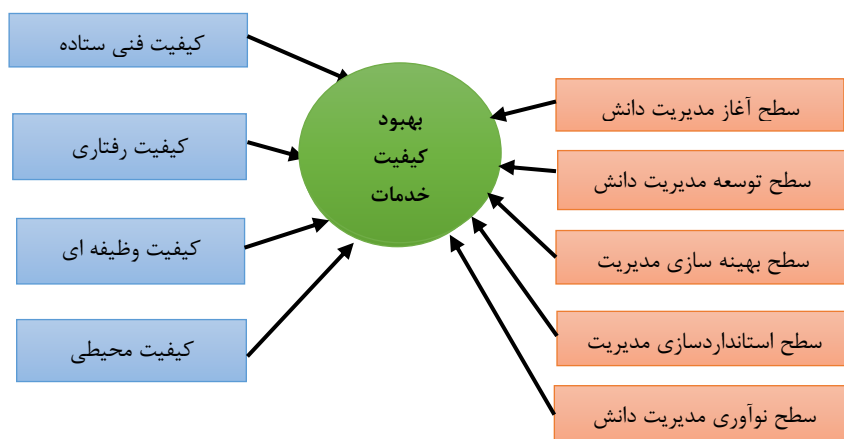 کیفیت فنی ستاده
کیفیت رفتاری
کیفیت وظیفه ای
کیفیت محیطی
بهبود
کیفیت
خدمات
سطح آغاز مدیریت دانش
سطح توسعه مدیریت دانش
سطح بهینه سازی مدیریت
سطح استانداردسازی مدیریت
سطح نوآوری مدیریت دانش